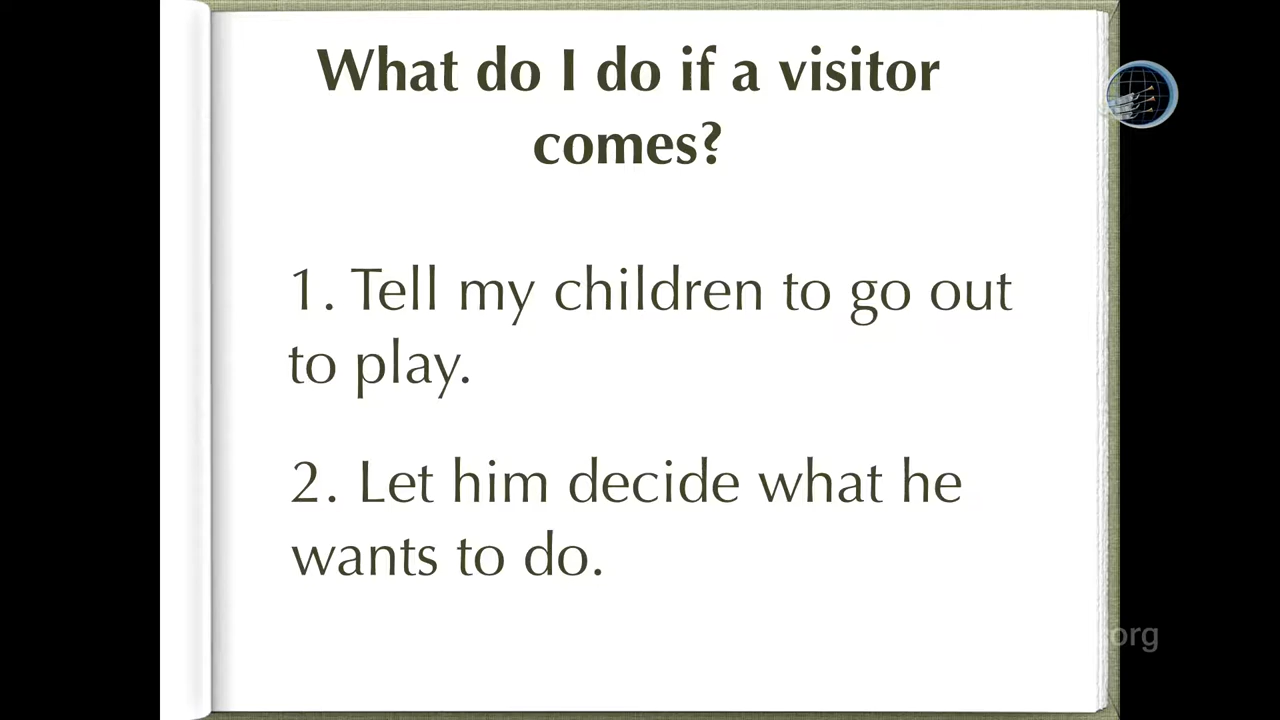 What do I do if a visitor
comes?
1. Tell my children to go out
to play.
2. Let him decide what he
wants to do.
org